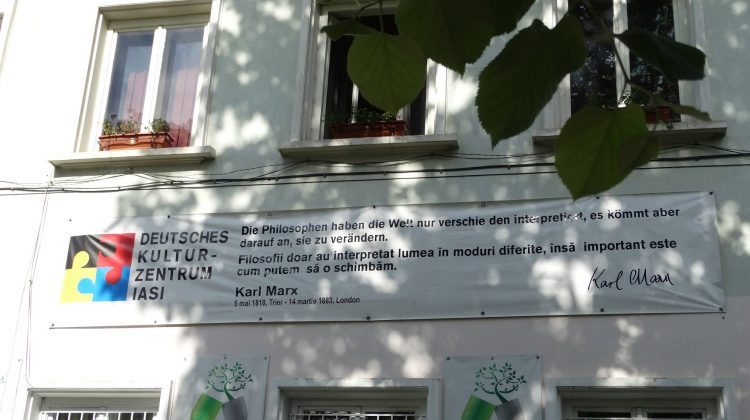 DEUTSCHES
KULTUR-
ZENTRUM
IASI
Die Philosophen haben die Welt nur verschie den interpretiert, es kömmt aber
darauf an, sie zu verändern.
Filosofii doar au interpretat lumea în moduri diferite, însă important este
cum putem să o schimbăm.
Karl Marx
5 mai 1818, Trier - 14 martie 1883, London
Karl Marx